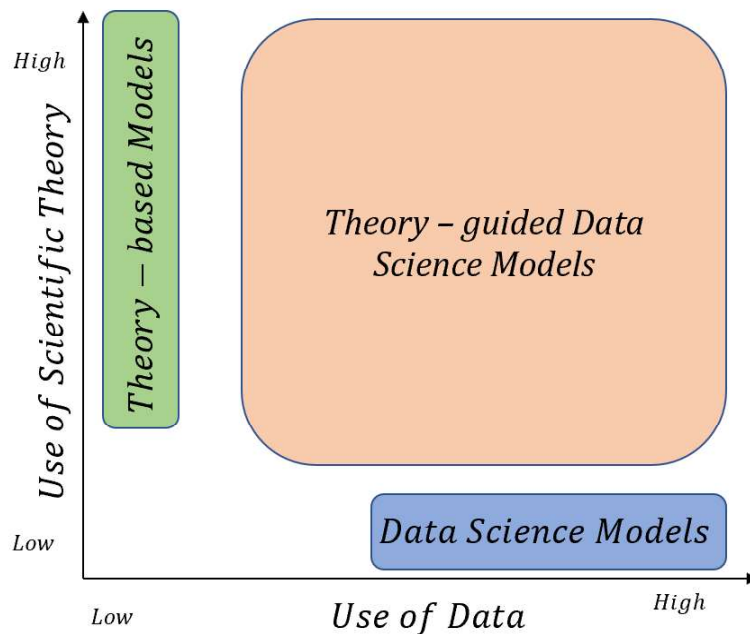 High
Use of Scientific Theory
Low
Theory – based Models
Theory – guided Data
Science Models
Data Science Models
Low
Use of Data
High